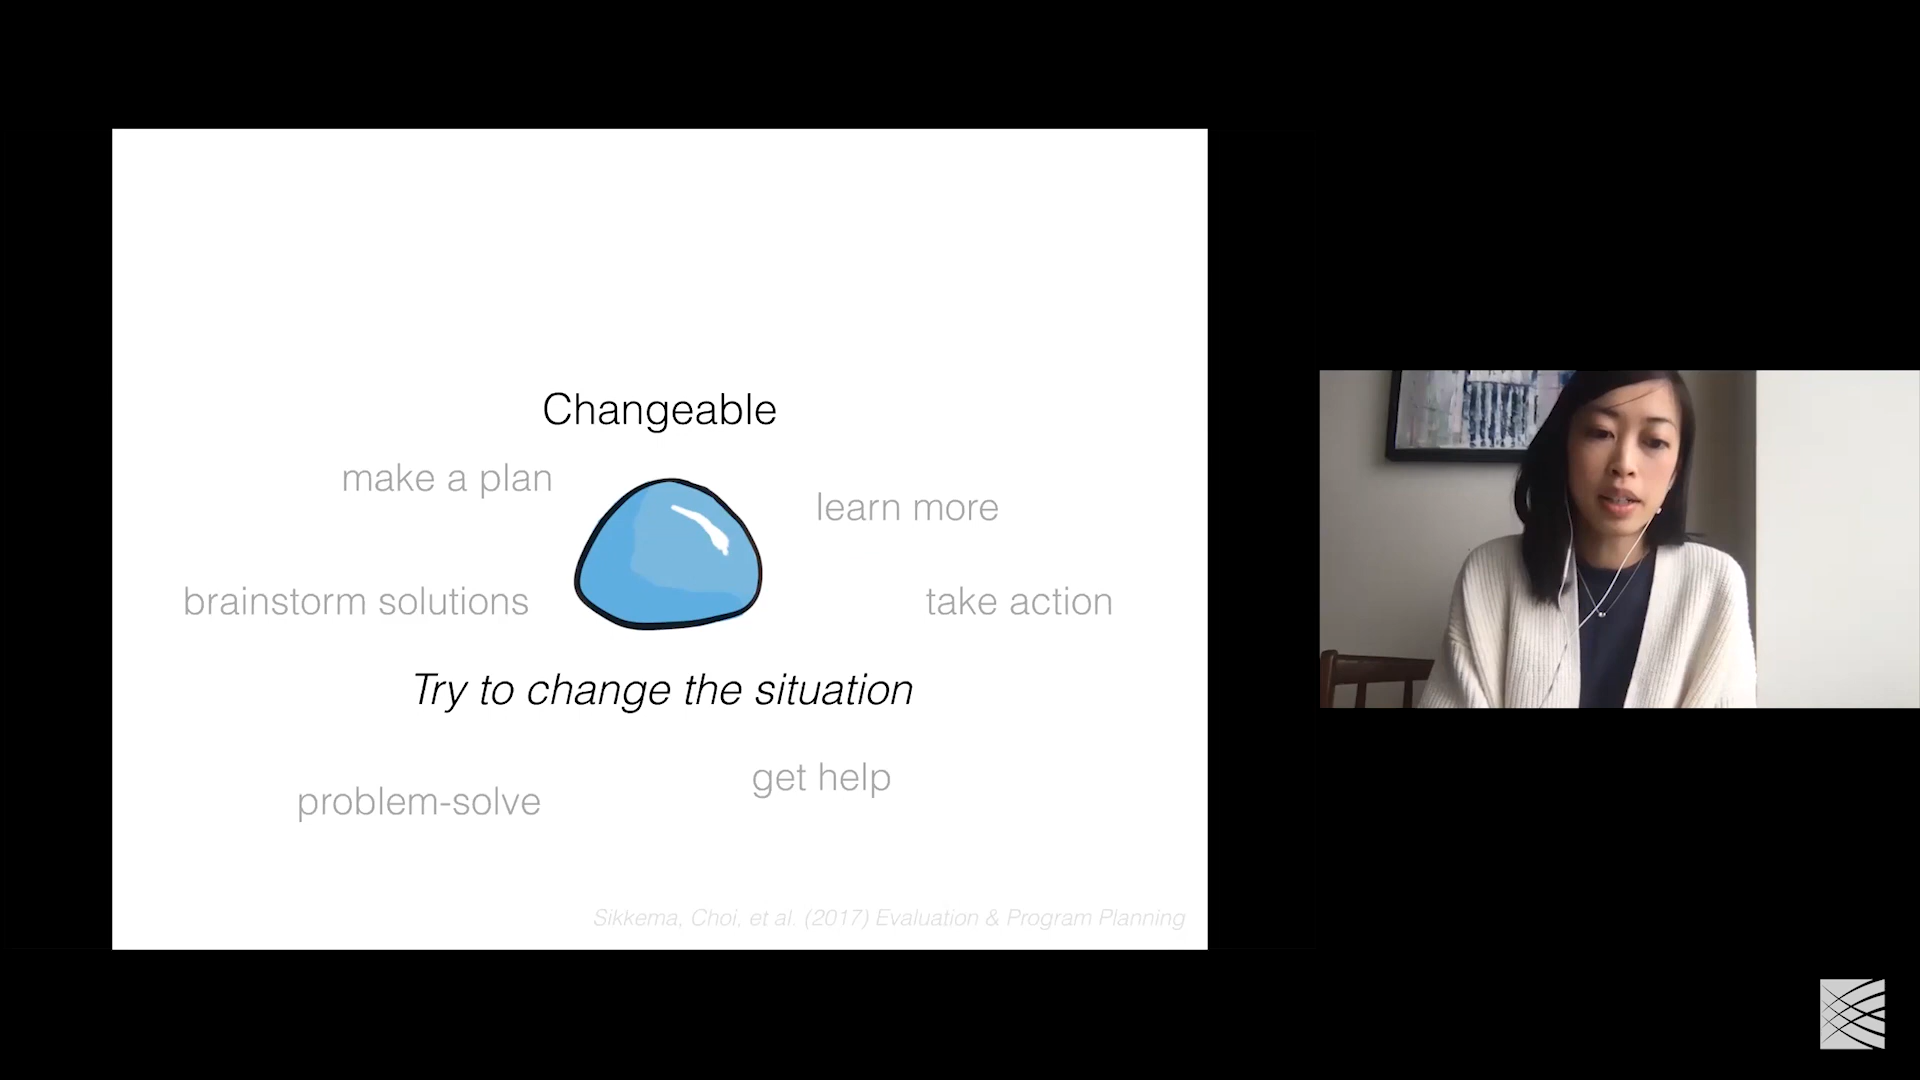 Changeable
make a plan
learn more
brainstorm solutions
take action
Try to change the situation
get help
problem-solve
Sikkema, Choi, et al. (2017) Evaluation & Program Planning